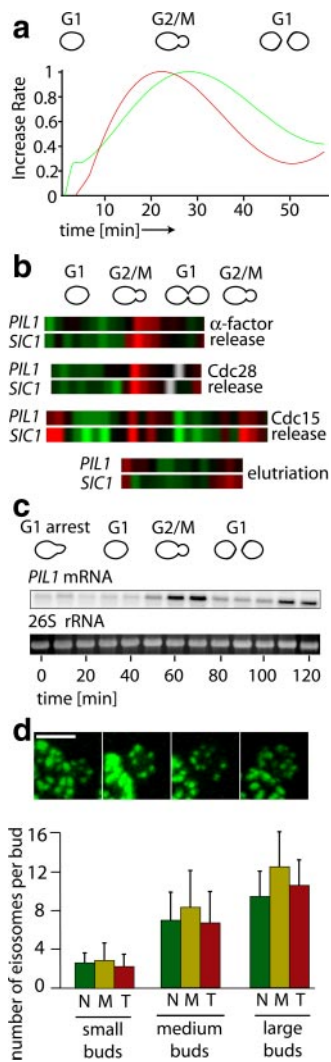 a
G1 G2/M G1
Increase Rate
1
0.8
0.6
0.4
0.2
0
10 20 30 40 50
time [min]
b
G1 G2/M G1 G2/M
PIL1 α-factor
SIC1 release
PIL1 Cdc28
SIC1 release
PIL1 Cdc15
SIC1 release
PIL1
SIC1 elutriation
c
G1 arrest G1 G2/M G1
PIL1 mRNA
26S rRNA
0 20 40 60 80 100 120
time [min]
d
number of eisosomes per bud
16
12
8
4
0
N M T N M T N M T
small medium large
buds buds buds